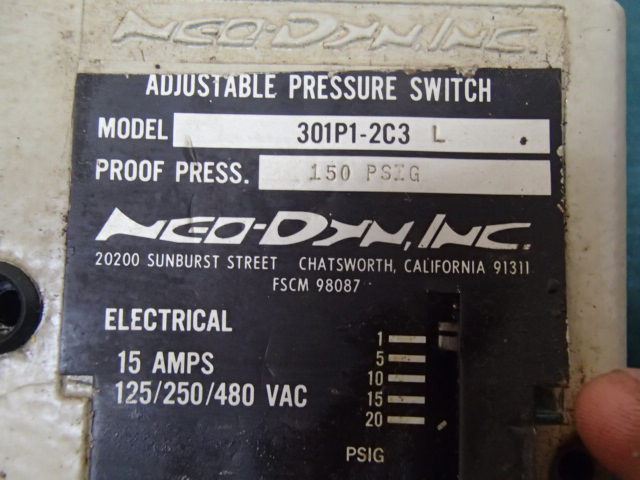 NEO-DYN, INC.
ADJUSTABLE PRESSURE SWITCH
MODEL 301P1-2C3 L
PROOF PRESS. 150 PSIG
NEO-DYN, INC.
20200 SUNBURST STREET CHATSWORTH, CALIFORNIA 91311
FSCM 98087
ELECTRICAL
15 AMPS
125/250/480 VAC
1
5
10
15
20
PSIG